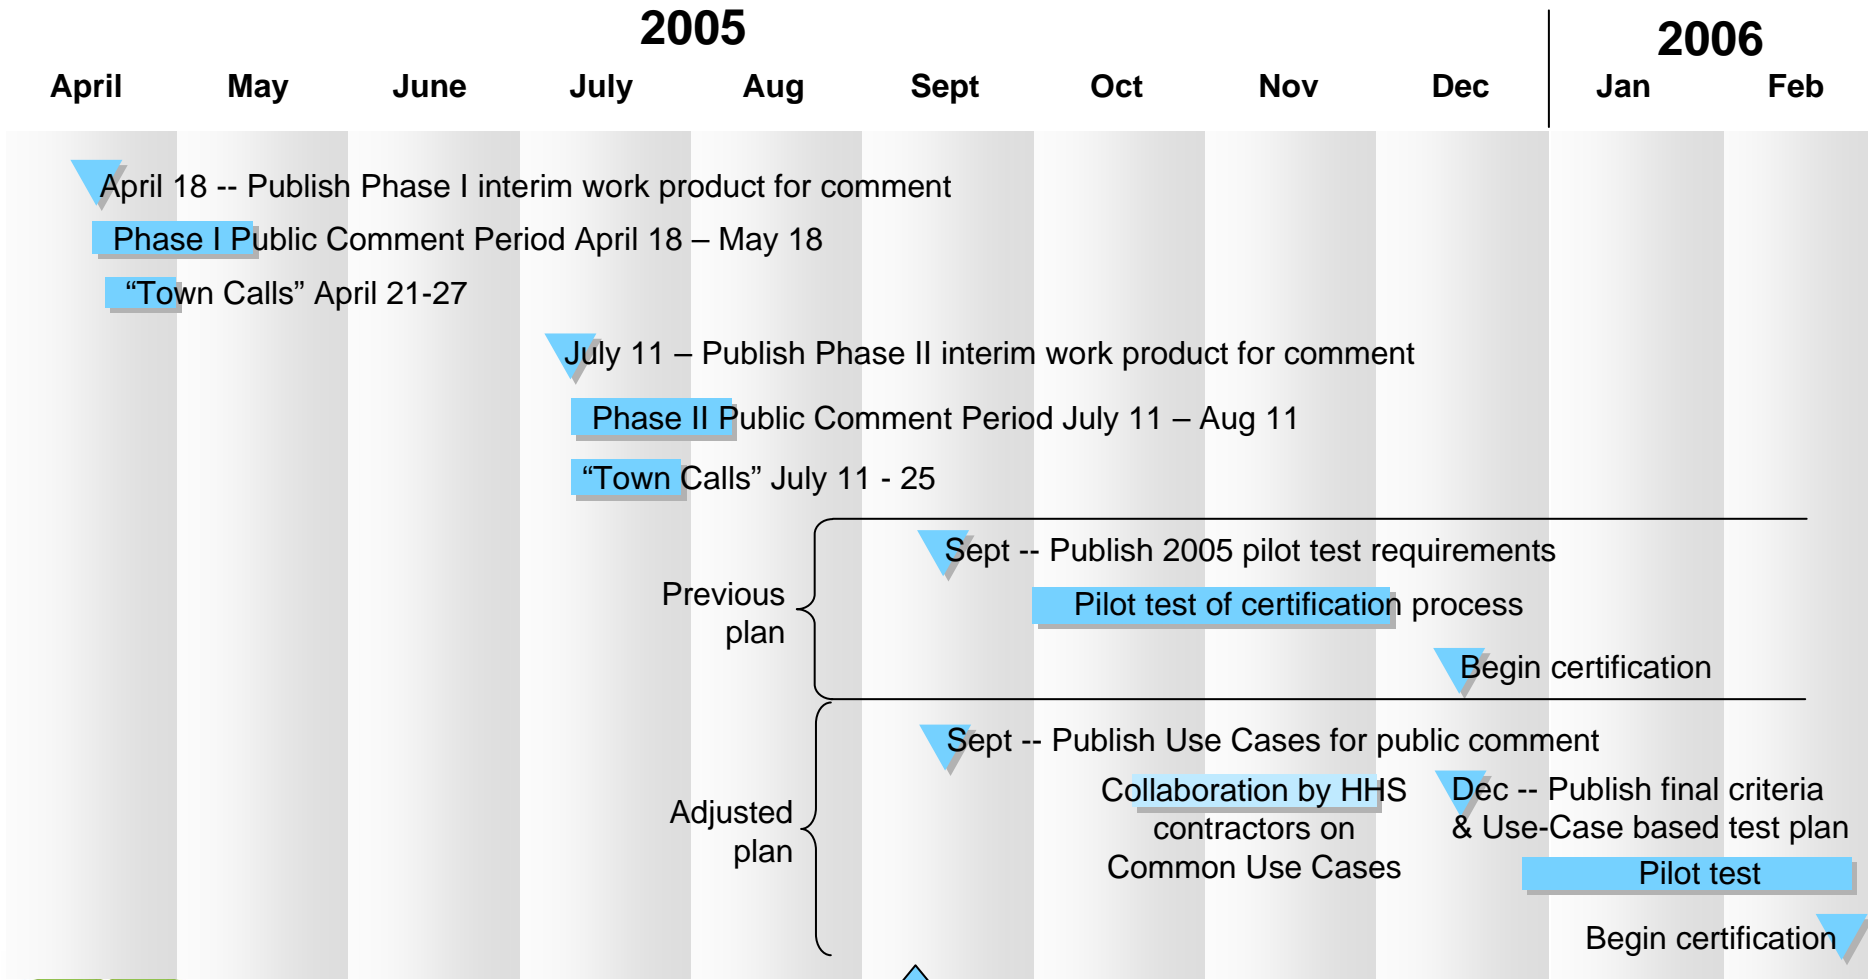 2005
2006
April May June July Aug Sept Oct Nov Dec Jan Feb
April 18 -- Publish Phase I interim work product for comment
Phase I Public Comment Period April 18 – May 18
“Town Calls” April 21-27
July 11 – Publish Phase II interim work product for comment
Phase II Public Comment Period July 11 – Aug 11
“Town Calls” July 11 - 25
Previous
plan
Sept -- Publish 2005 pilot test requirements
Pilot test of certification process
Begin certification
Adjusted
plan
Sept -- Publish Use Cases for public comment
Collaboration by HHS
contractors on
Common Use Cases
Dec -- Publish final criteria
& Use-Case based test plan
Pilot test
Begin certification